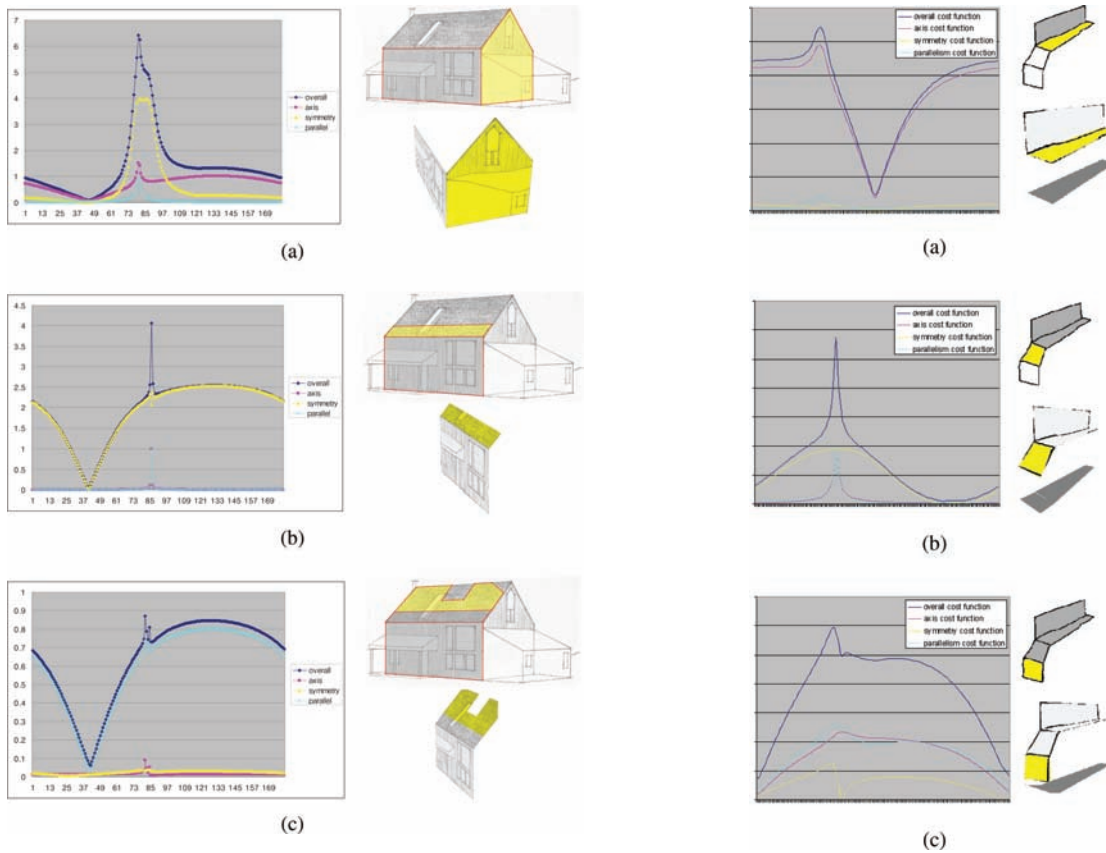 7
6
5
4
3
2
1
0
1 13 25 37 49 61 73 85 97 109 121 133 145 157 169
overall
axis
symmetry
parallel
(a)
4.5
4
3.5
3
2.5
2
1.5
1
0.5
0
1 13 25 37 49 61 73 85 97 109 121 133 145 157 169
overall
axis
symmetry
parallel
(b)
1
0.9
0.8
0.7
0.6
0.5
0.4
0.3
0.2
0.1
0
1 13 25 37 49 61 73 85 97 109 121 133 145 157 169
overall
axis
symmetry
parallel
(c)
overall cost function
axis cost function
symmetry cost function
parallelism cost function
(a)
overall cost function
axis cost function
symmetry cost function
parallelism cost function
(b)
overall cost function
axis cost function
symmetry cost function
parallelism cost function
(c)